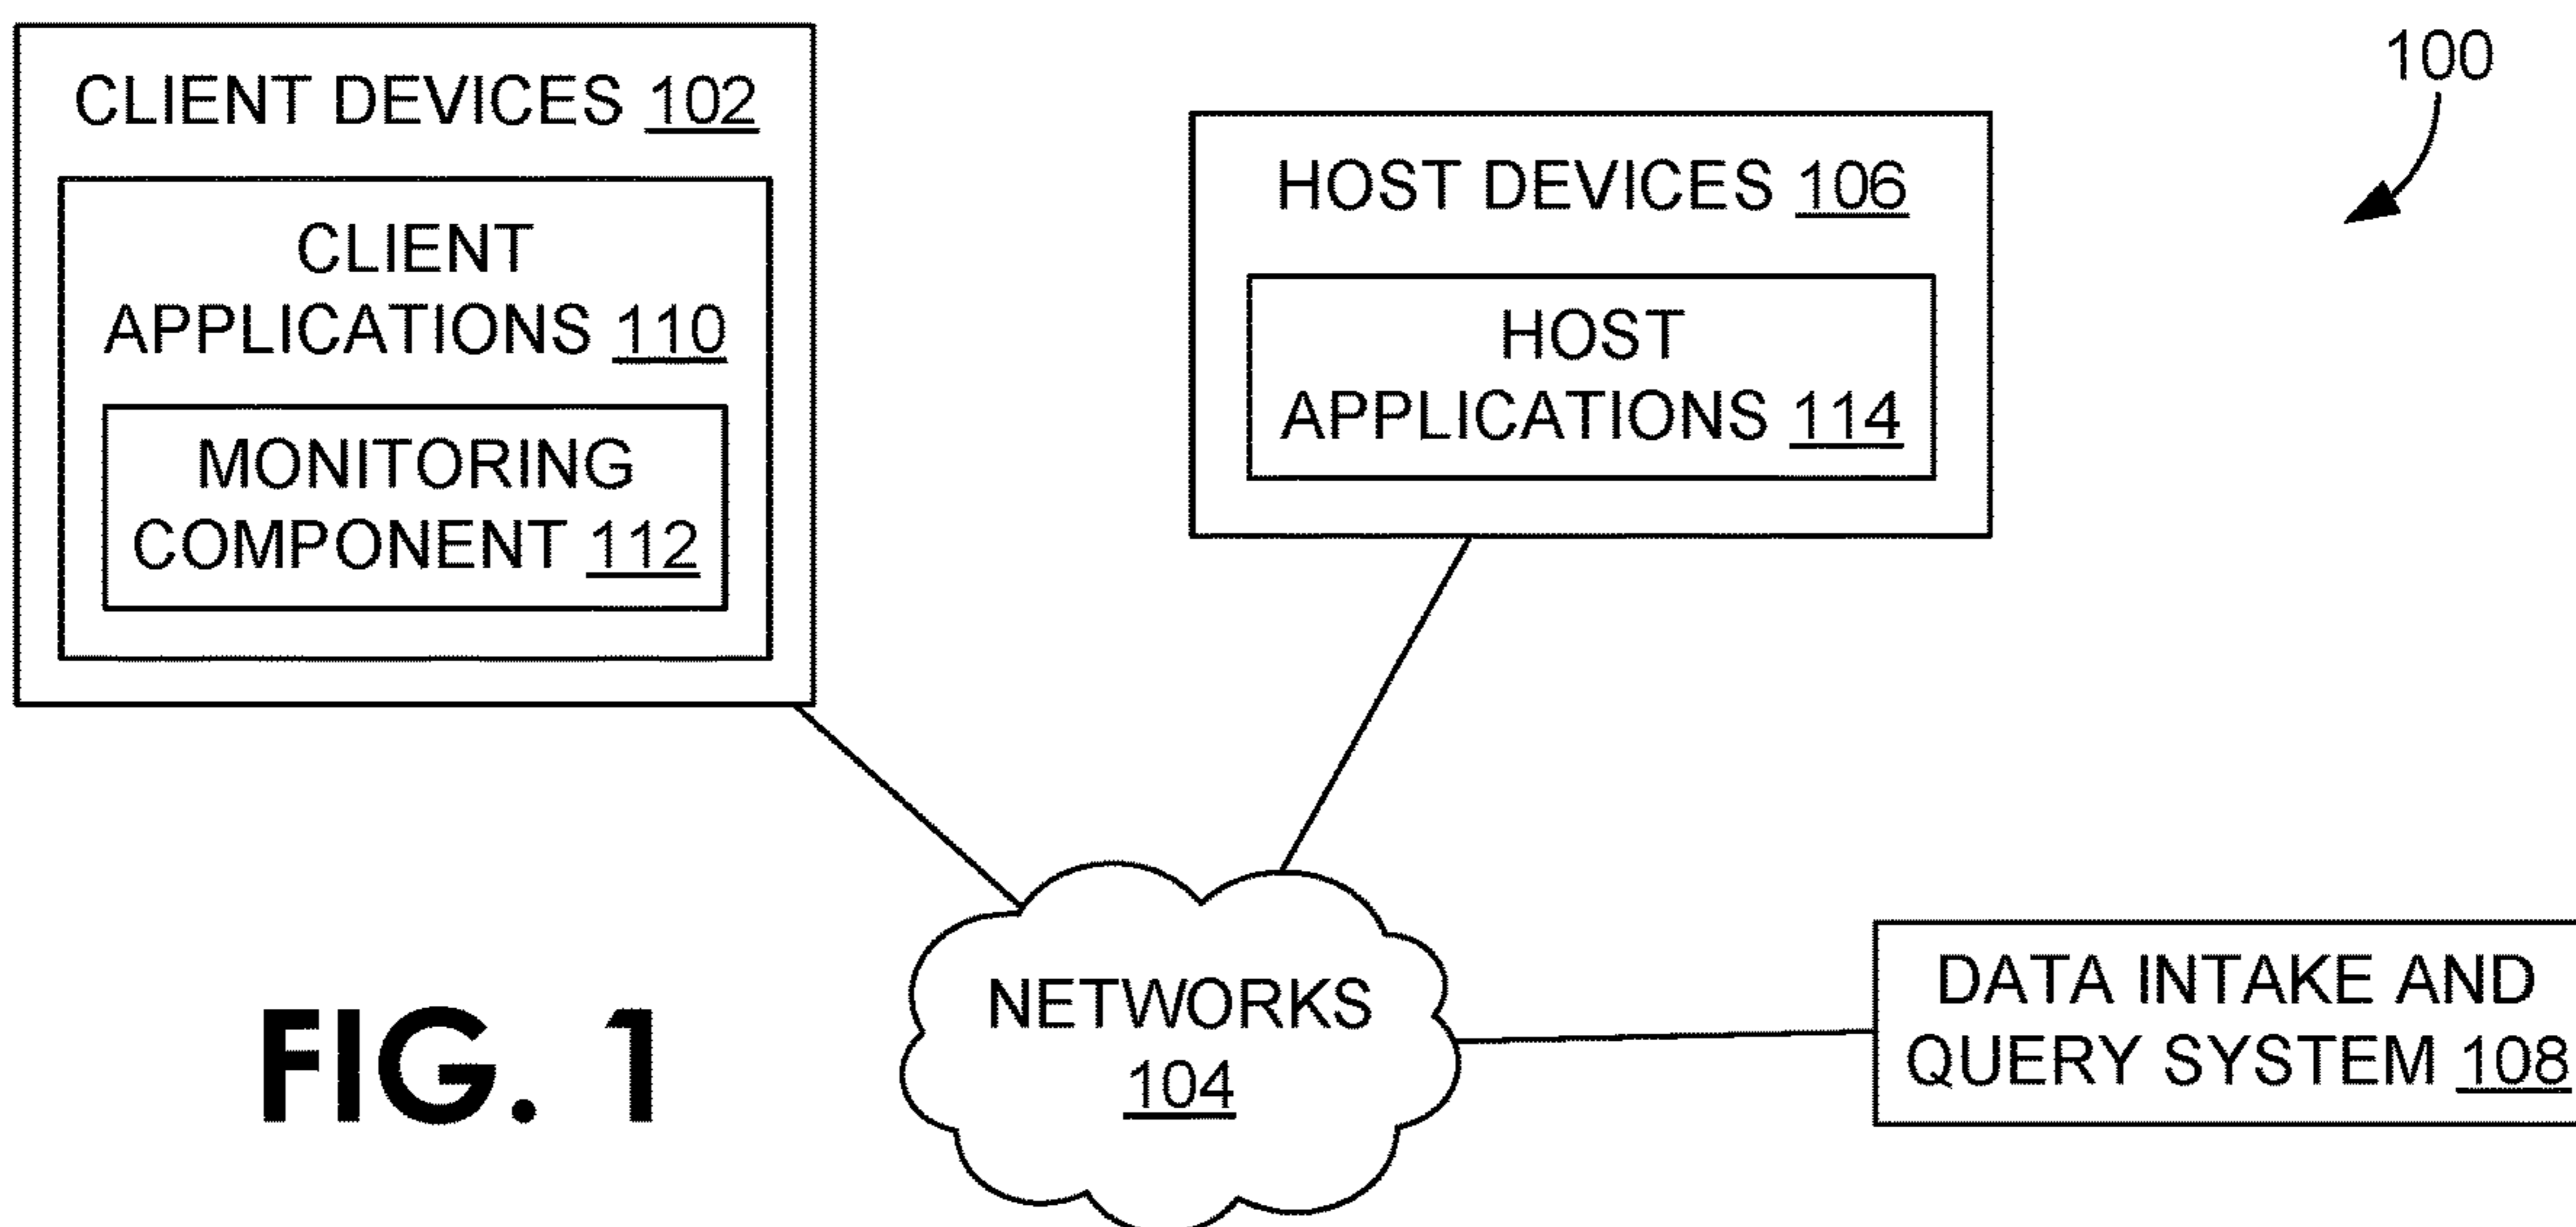 CLIENT DEVICES 102
CLIENT
APPLICATIONS 110
MONITORING
COMPONENT 112
HOST DEVICES 106
HOST
APPLICATIONS 114
100
NETWORKS
104
DATA INTAKE AND
QUERY SYSTEM 108
FIG. 1